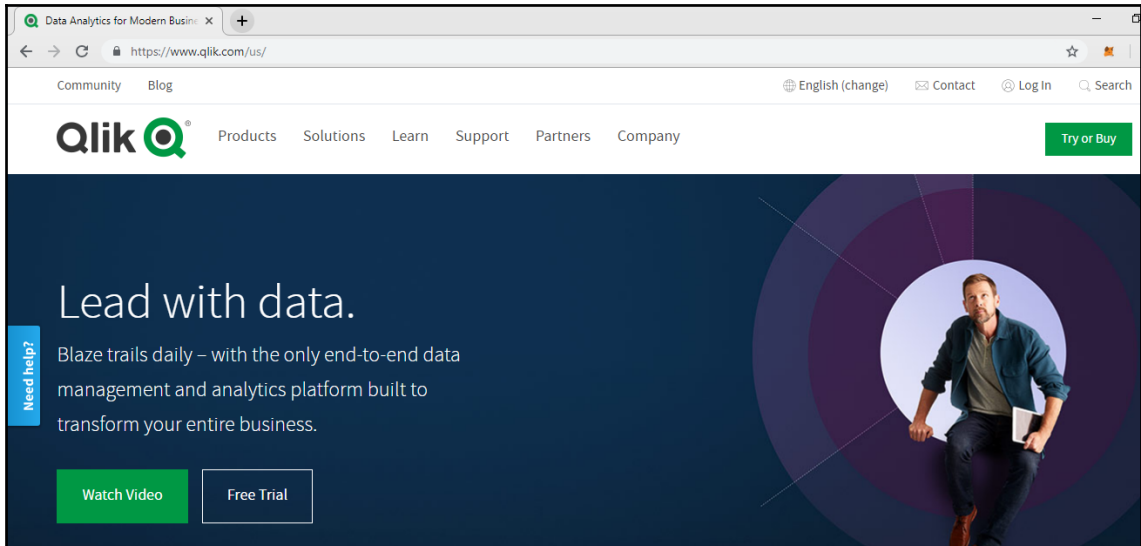 Data Analytics for Modern Busin
https://www.qlik.com/us/
Community Blog English (change) Contact Log In Search
Qlik Products Solutions Learn Support Partners Company Try or Buy
Lead with data.
Need help?
Blaze trails daily – with the only end-to-end data
management and analytics platform built to
transform your entire business.
Watch Video Free Trial